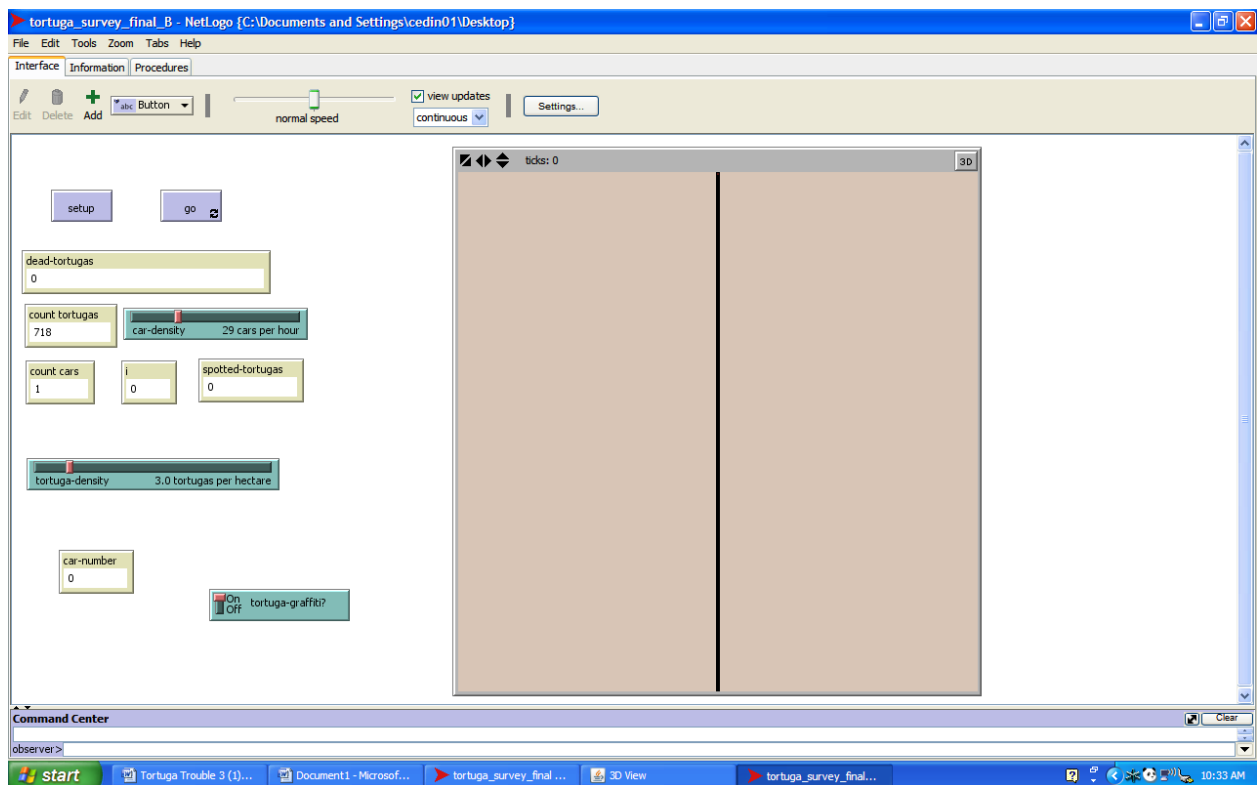 tortuga_survey_final_B - NetLogo {C:\Documents and Settings\cedin01\Desktop}
File Edit Tools Zoom Tabs Help
Interface Information Procedures
Edit Delete Add abc Button normal speed view updates continuous Settings...
ticks: 0 3D
setup go
dead-tortugas
0
count tortugas
718
car-density 29 cars per hour
count cars
1
i
0
spotted-tortugas
0
tortuga-density 3.0 tortugas per hectare
car-number
0
On
Off
tortuga-graffiti?
Command Center Clear
observer>
start Tortuga Trouble 3 (1)... Document1 - Microsof... tortuga_survey_final ... 3D View tortuga_survey_final... 10:33 AM